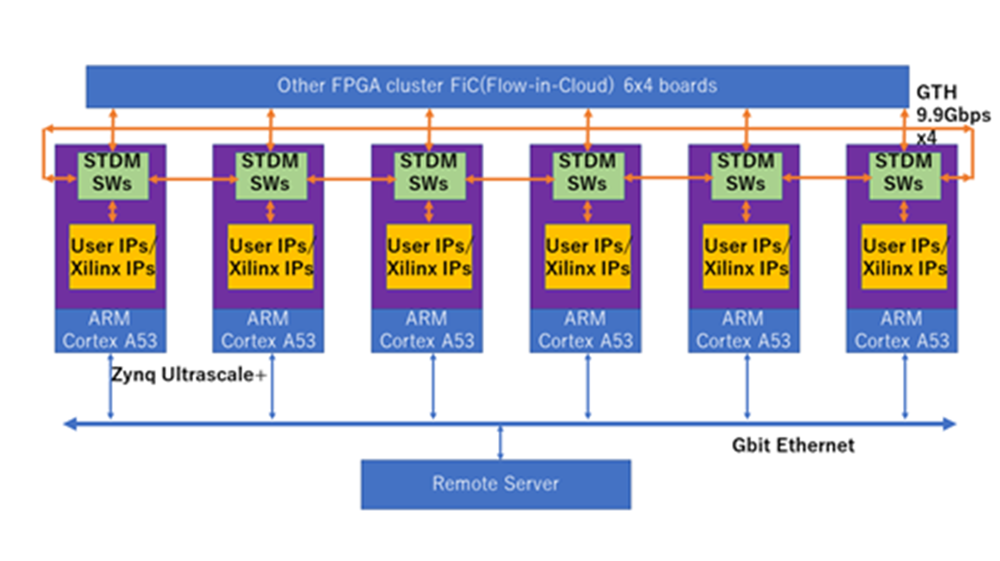 Other FPGA cluster FiC(Flow-in-Cloud) 6x4 boards
GTH
9.9Gbps
x4
STDM
SWs
STDM
SWs
STDM
SWs
STDM
SWs
STDM
SWs
STDM
SWs
User IPs/
Xilinx IPs
User IPs/
Xilinx IPs
User IPs/
Xilinx IPs
User IPs/
Xilinx IPs
User IPs/
Xilinx IPs
User IPs/
Xilinx IPs
ARM
Cortex A53
ARM
Cortex A53
ARM
Cortex A53
ARM
Cortex A53
ARM
Cortex A53
ARM
Cortex A53
Zynq Ultrascale+
Gbit Ethernet
Remote Server